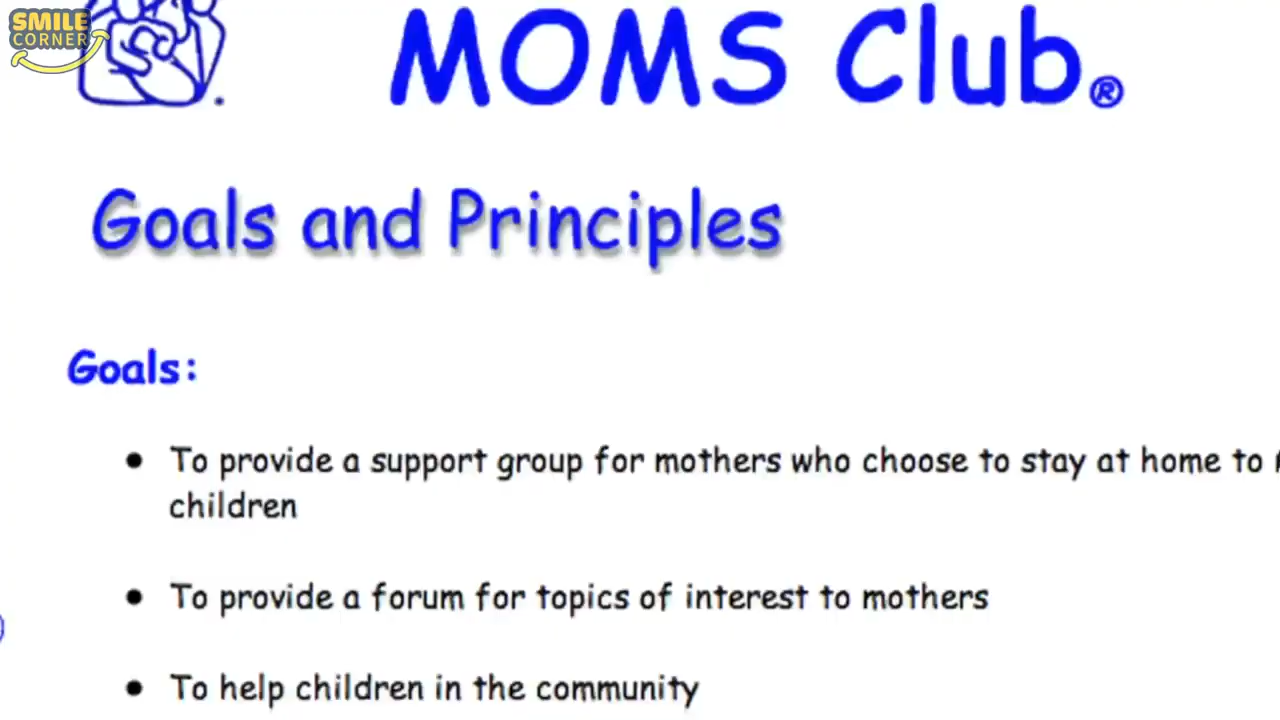 SMILE
CORNER
MOMS Club®
Goals and Principles
Goals:
• To provide a support group for mothers who choose to stay at home to
children
• To provide a forum for topics of interest to mothers
• To help children in the community